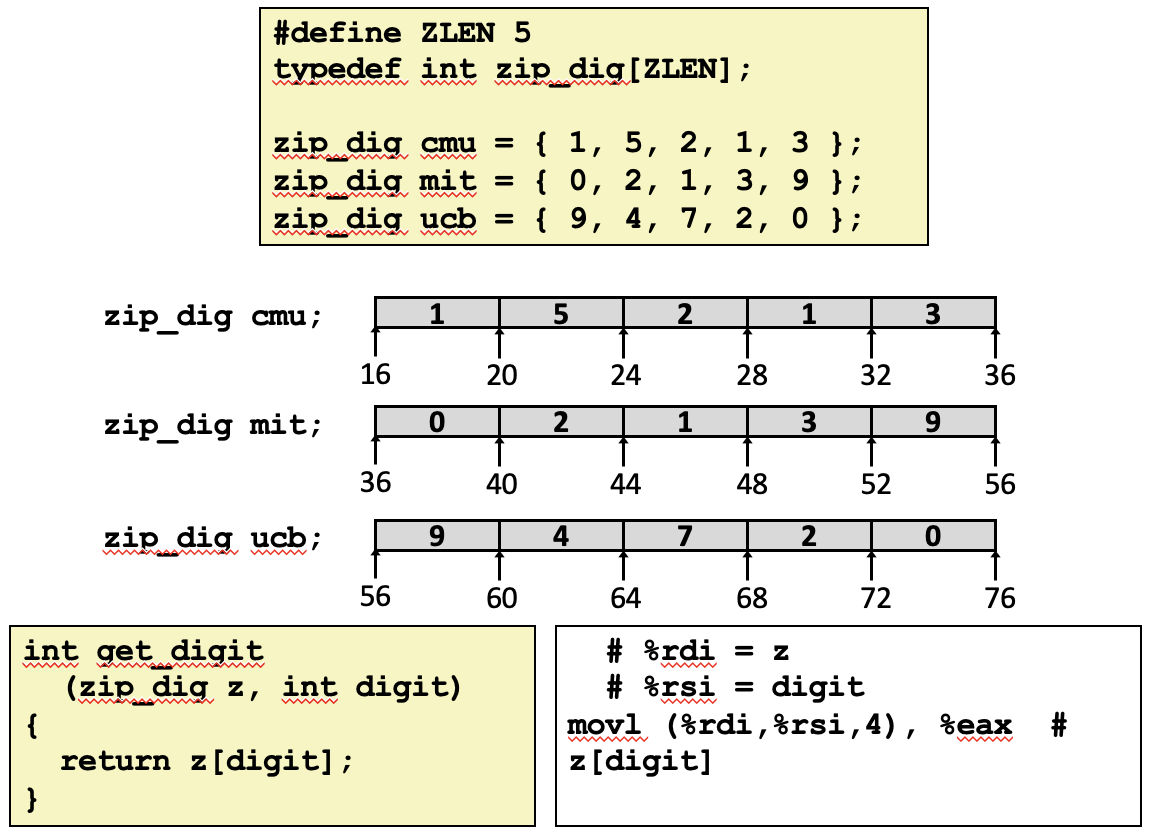 #define ZLEN 5
typedef int zip_dig[ZLEN];
zip_dig cmu = { 1, 5, 2, 1, 3 };
zip_dig mit = { 0, 2, 1, 3, 9 };
zip_dig ucb = { 9, 4, 7, 2, 0 };
zip_dig cmu; 1 5 2 1 3
16 20 24 28 32 36
zip_dig mit; 0 2 1 3 9
36 40 44 48 52 56
zip_dig ucb; 9 4 7 2 0
56 60 64 68 72 76
int get_digit
(zip_dig z, int digit)
{
return z[digit];
}
# %rdi = z
# %rsi = digit
movl (%rdi,%rsi,4), %eax #
z[digit]